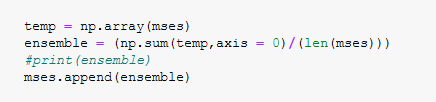 temp = np.array(mses)
ensemble = (np.sum(temp,axis = 0)/(len(mses)))
#print(ensemble)
mses.append(ensemble)